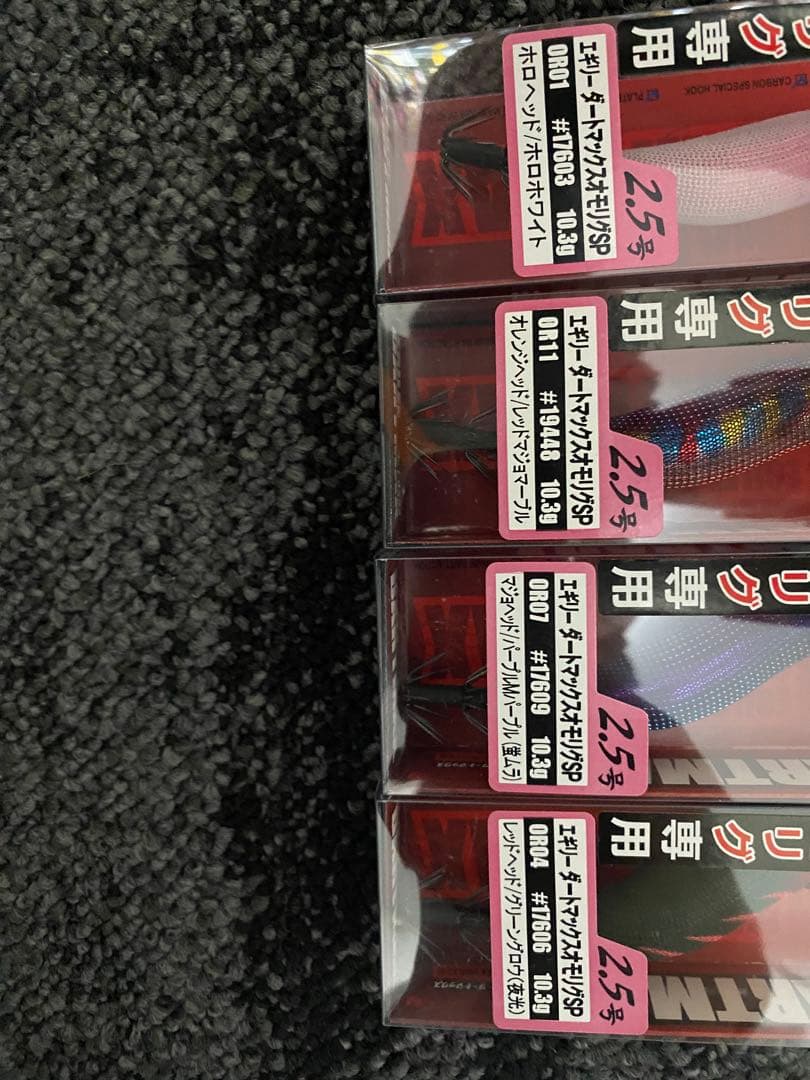 リグ専用
CARBON SPECIAL HOOK
エギリー ダートマックスオモリグSP
OR01 #17603 10.3g
ホロヘッド/ホロホワイト
2.5号
リグ専用
エギリー ダートマックスオモリグSP
OR11 #19448 10.3g
オレンジヘッド/レッドマジョマーブル
2.5号
リグ専用
エギリー ダートマックスオモリグSP
OR07 #17609 10.3g
マジョヘッド/パープルMパープル(蛍ムラ)
2.5号
RTM
リグ専用
エギリー ダートマックスオモリグSP
OR04 #17606 10.3g
レッドヘッド/グリーングロウ(夜光)
2.5号
RTM